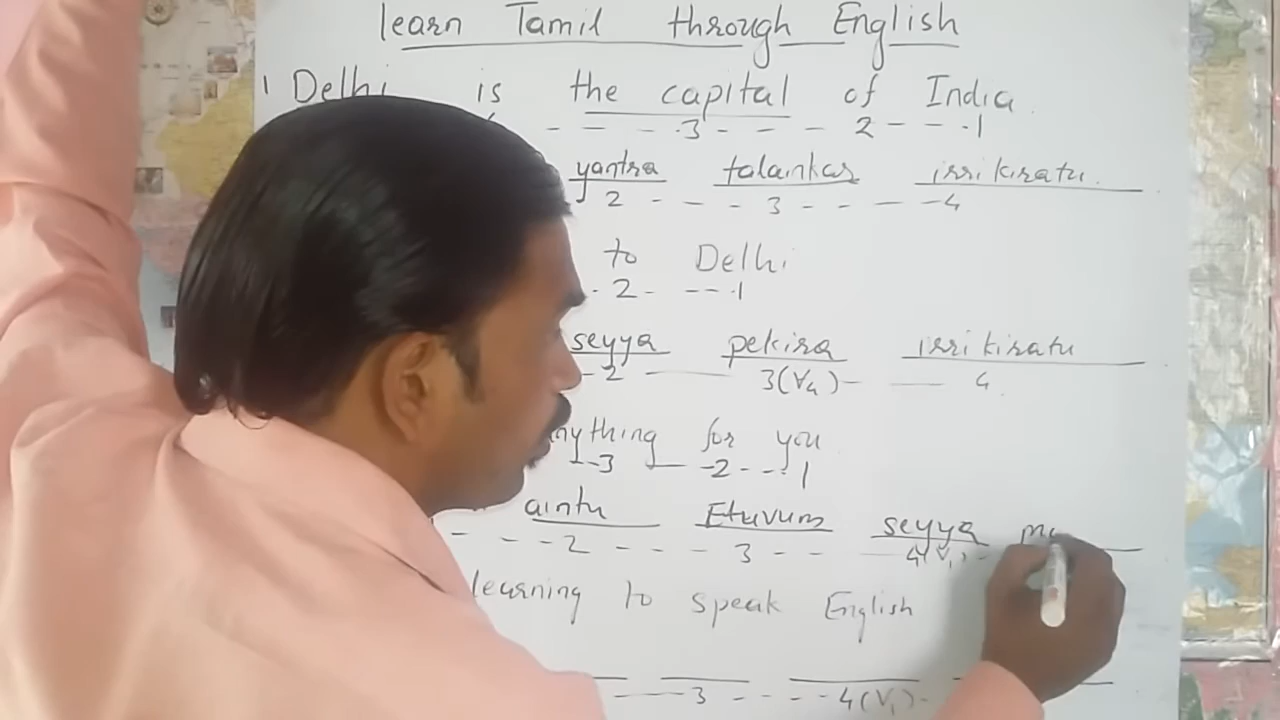 learn Tamil through English
1 Delhi is the capital of India
3 2 1
yantra talainkar irrikiratu.
2 3 4
to Delhi
2 1
seyya pekira irrikiratu
2 3(V4) 4
anything for you
3 2 1
aintu Etuvum seyya
2 3 4(V1)
learning to speak English
3 4(V1)